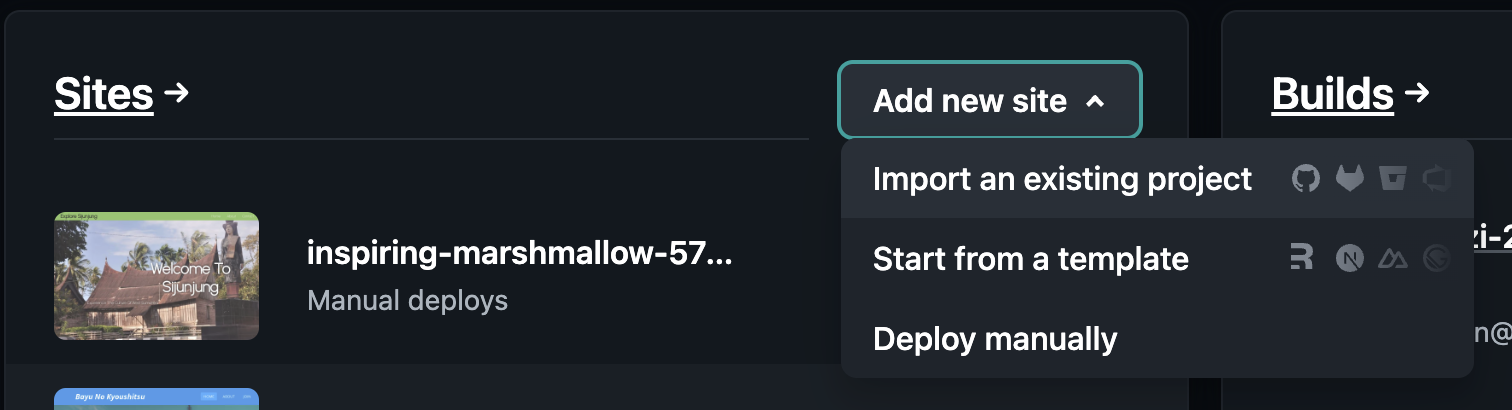 Sites →
Add new site
Builds →
Import an existing project
Start from a template
Deploy manually
Explore Sijunjung
Welcome To
Sijunjung
inspiring-marshmallow-57...
Manual deploys
zi-2
n@
Bayu No Kyoushitsu